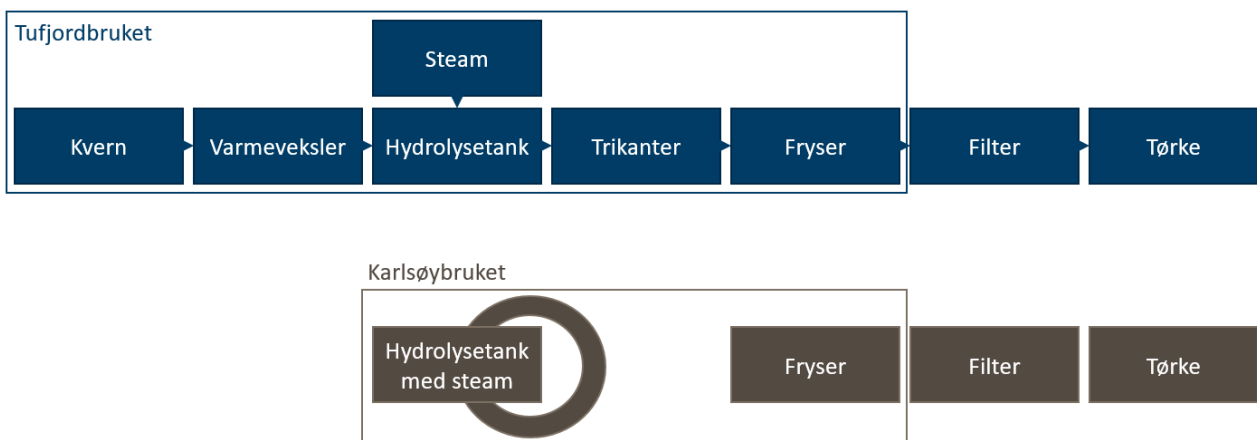 Tufjordbruket
Steam
Kvern
Varmeveksler
Hydrolysetank
Trikanter
Fryser
Filter
Tørke
Karlsøybruket
Hydrolysetank
med steam
Fryser
Filter
Tørke